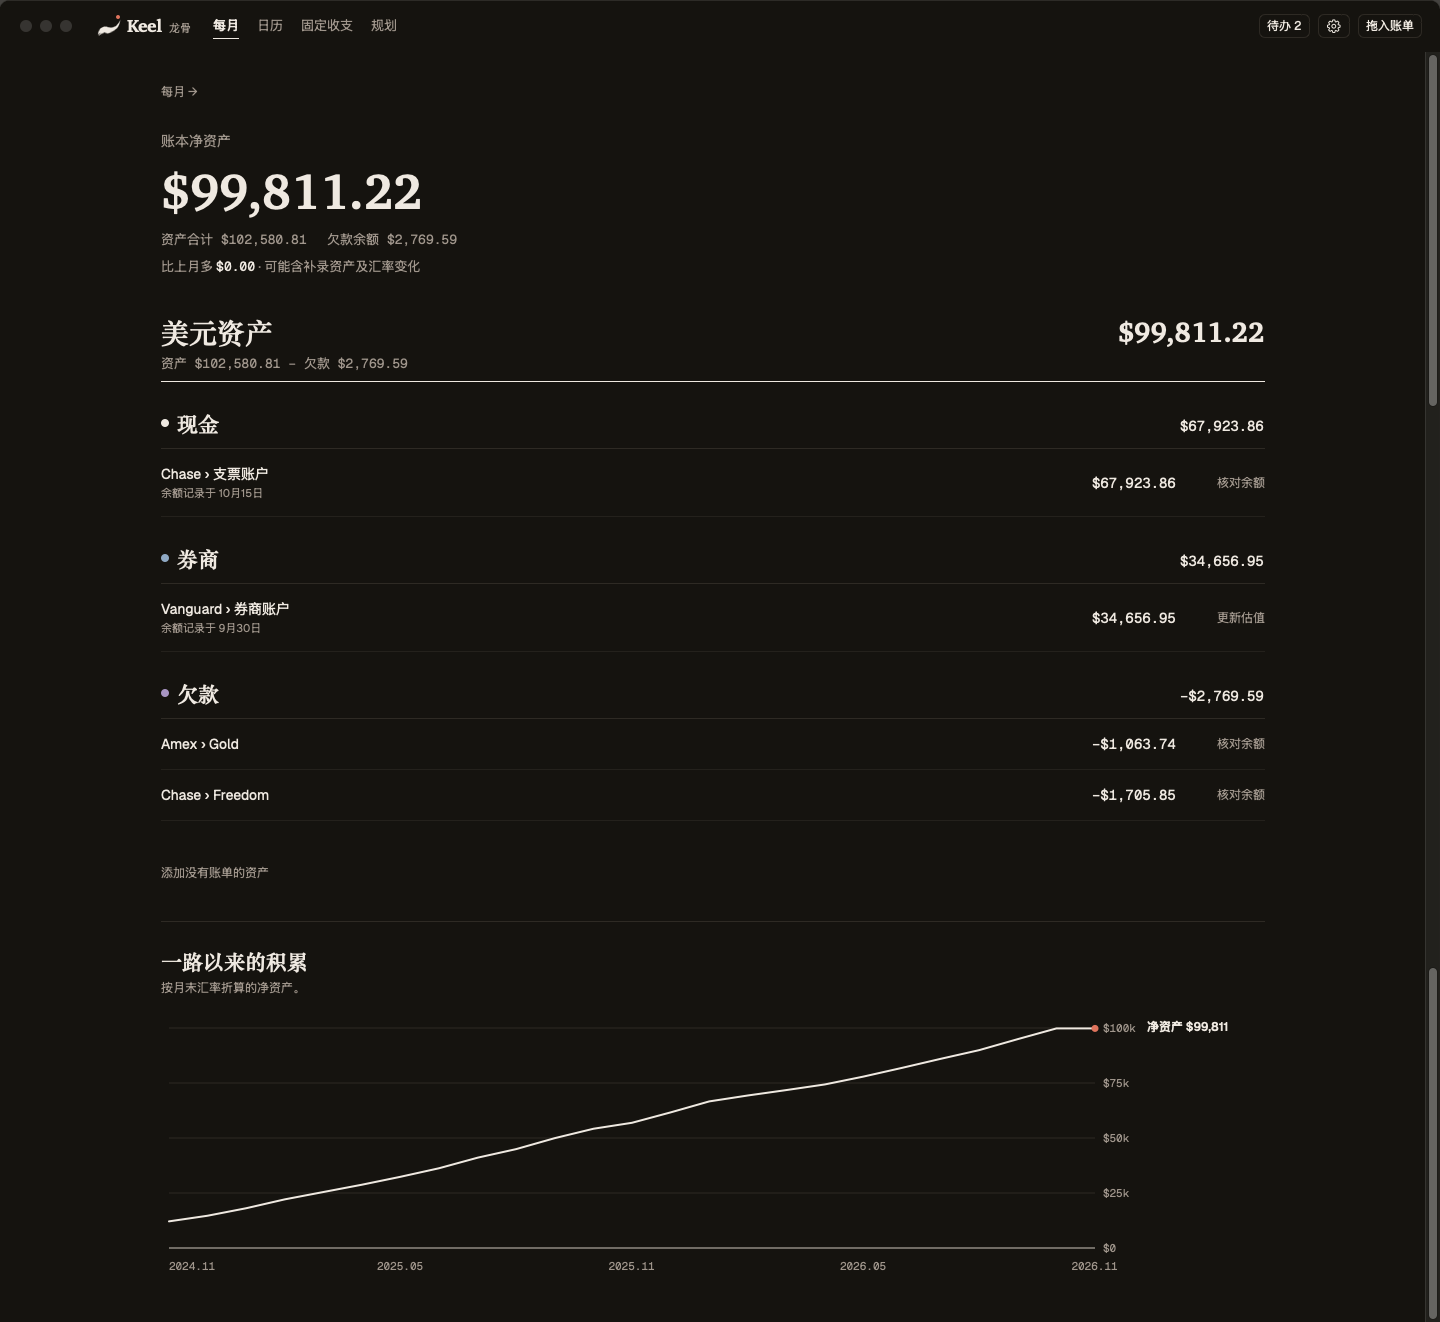 Keel 龙骨 每月 日历 固定收支 规划 待办 2 拖入账单
每月→
账本净资产
$99,811.22
资产合计 $102,580.81 欠款余额 $2,769.59
比上月多 $0.00 · 可能含补录资产及汇率变化
美元资产 $99,811.22
资产 $102,580.81 – 欠款 $2,769.59
现金 $67,923.86
Chase › 支票账户 $67,923.86 核对余额
余额记录于 10月15日
券商 $34,656.95
Vanguard › 券商账户 $34,656.95 更新估值
余额记录于 9月30日
欠款 –$2,769.59
Amex › Gold –$1,063.74 核对余额
Chase › Freedom –$1,705.85 核对余额
添加没有账单的资产
一路以来的积累
按月末汇率折算的净资产。
$100k 净资产 $99,811
$75k
$50k
$25k
$0
2024.11 2025.05 2025.11 2026.05 2026.11